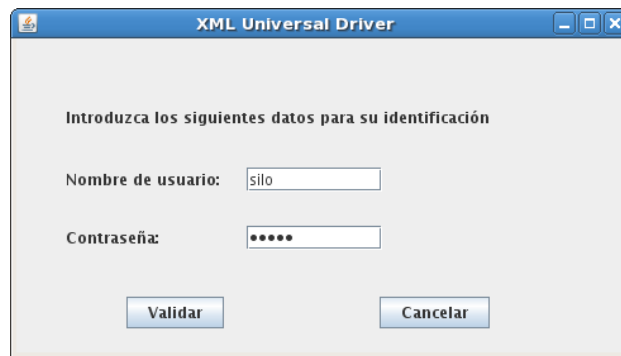 XML Universal Driver
Introduzca los siguientes datos para su identificación
Nombre de usuario: silo
Contraseña: •••••
Validar Cancelar